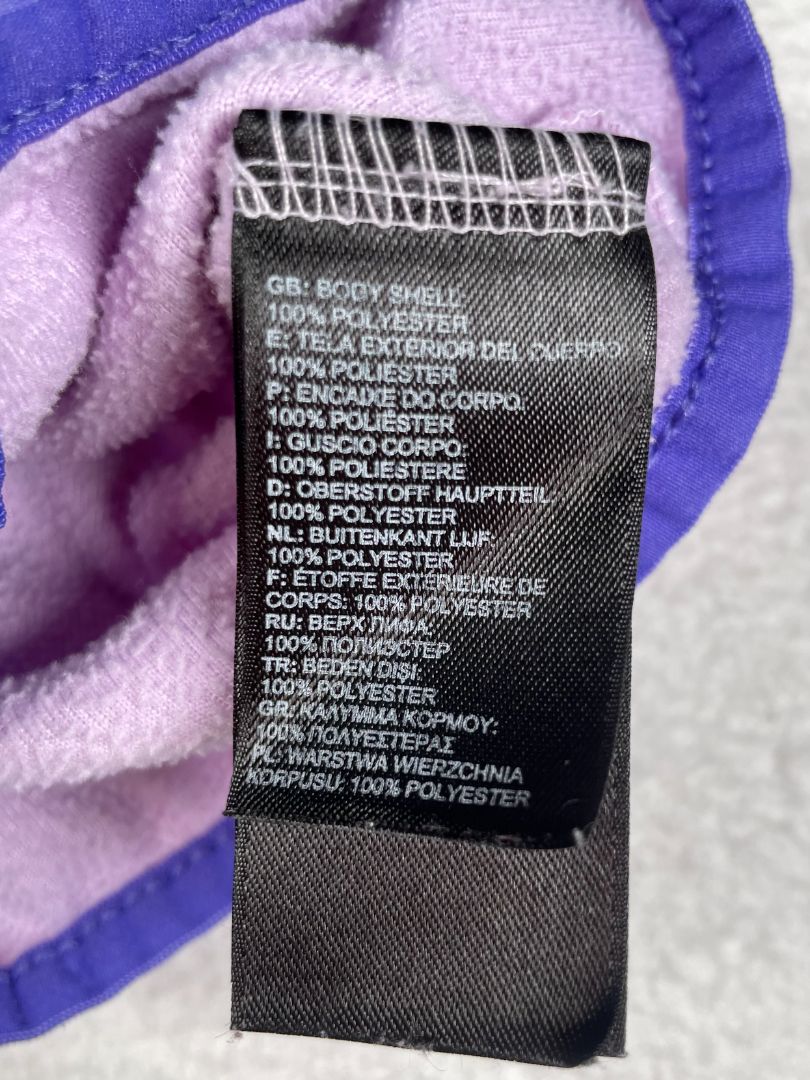 GB: BODY SHELL:
100% POLYESTER
E: TELA EXTERIOR DEL CUERPO
100% POLIESTER
P: ENCAIXE DO CORPO
100% POLIÉSTER
I: GUSCIO CORPO:
100% POLIESTERE
D: OBERSTOFF HAUPTTEIL
100% POLYESTER
NL: BUITENKANT LIJF:
100% POLYESTER
F: ÉTOFFE EXTÉRIEURE DE
CORPS: 100% POLYESTER
RU: ВЕРХ ЛИФА:
100% ПОЛИЭСТЕР
TR: BEDEN DIŞI:
100% POLYESTER
GR: ΚΑΛΥΜΜΑ ΚΟΡΜΟΥ:
100% ΠΟΛΥΕΣΤΕΡΑΣ
PL: WARSTWA WIERZCHNIA
KORPUSU: 100% POLYESTER